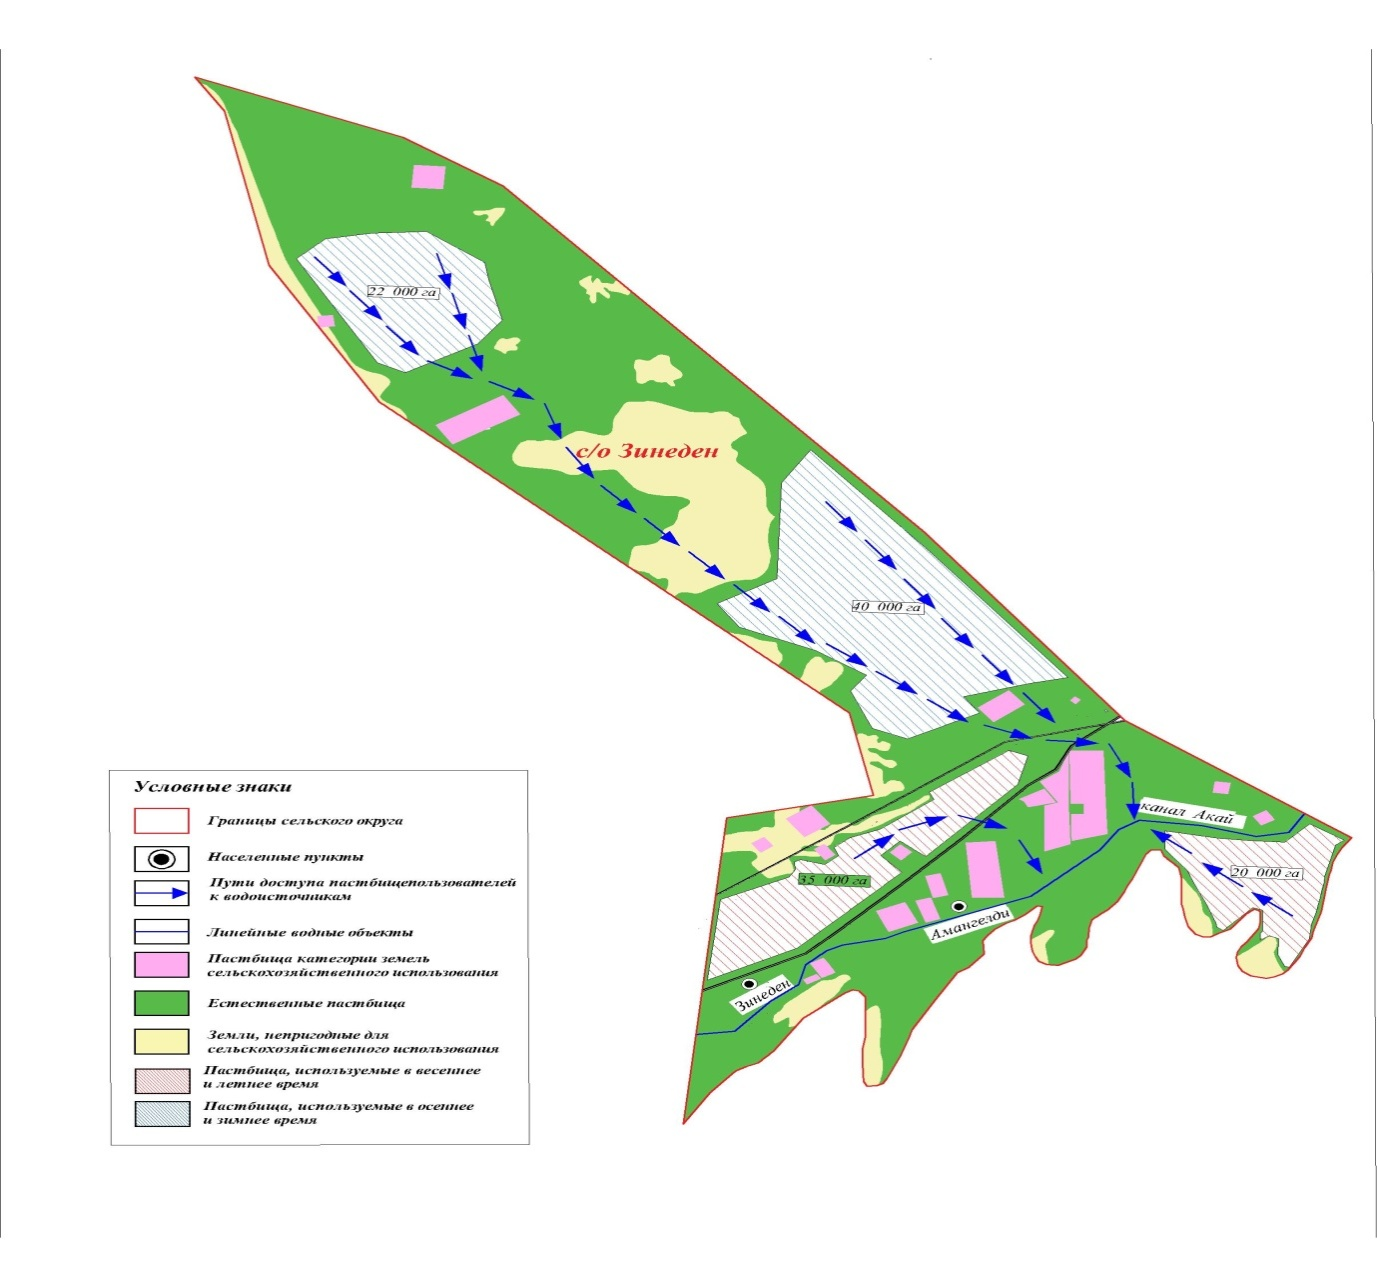 22 000 га
с/о Зинеден
40 000 га
канал Акай
20 000 га
35 000 га
Амангелди
Зинеден
Условные знаки
Границы сельского округа
Населенные пункты
Пути доступа пастбищепользователей
к водоисточникам
Линейные водные объекты
Пастбища категории земель
сельскохозяйственного использования
Естественные пастбища
Земли, непригодные для
сельскохозяйственного использования
Пастбища, используемые в весеннее
и летнее время
Пастбища, используемые в осеннее
и зимнее время